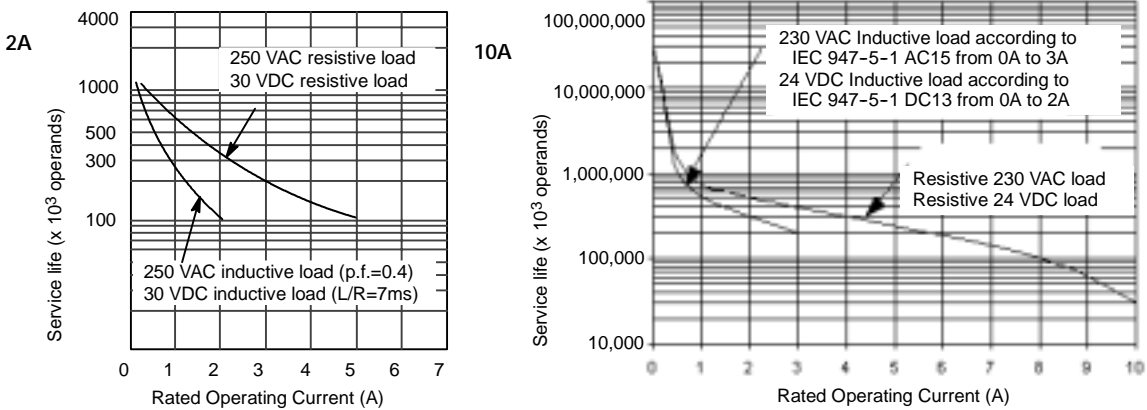 2A
4000
1000
500
300
100
Service life (x 10³ operands)
250 VAC resistive load
30 VDC resistive load
250 VAC inductive load (p.f.=0.4)
30 VDC inductive load (L/R=7ms)
0 1 2 3 4 5 6 7
Rated Operating Current (A)
10A
100,000,000
10,000,000
1,000,000
100,000
10,000
Service life (x 10³ operands)
230 VAC Inductive load according to
IEC 947-5-1 AC15 from 0A to 3A
24 VDC Inductive load according to
IEC 947-5-1 DC13 from 0A to 2A
Resistive 230 VAC load
Resistive 24 VDC load
0 1 2 3 4 5 6 7 8 9 10
Rated Operating Current (A)